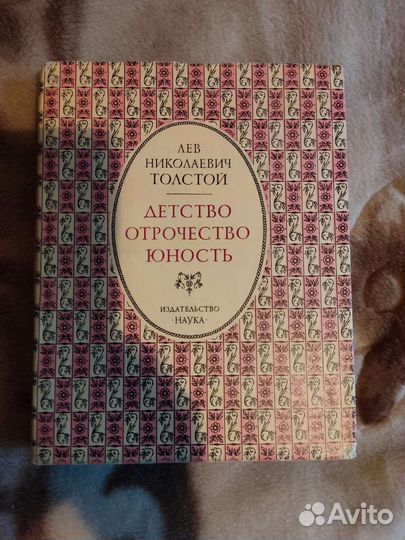 ЛЕВ
НИКОЛАЕВИЧ
ТОЛСТОЙ
ДЕТСТВО
ОТРОЧЕСТВО
ЮНОСТЬ
ИЗДАТЕЛЬСТВО
·НАУКА·
Avito